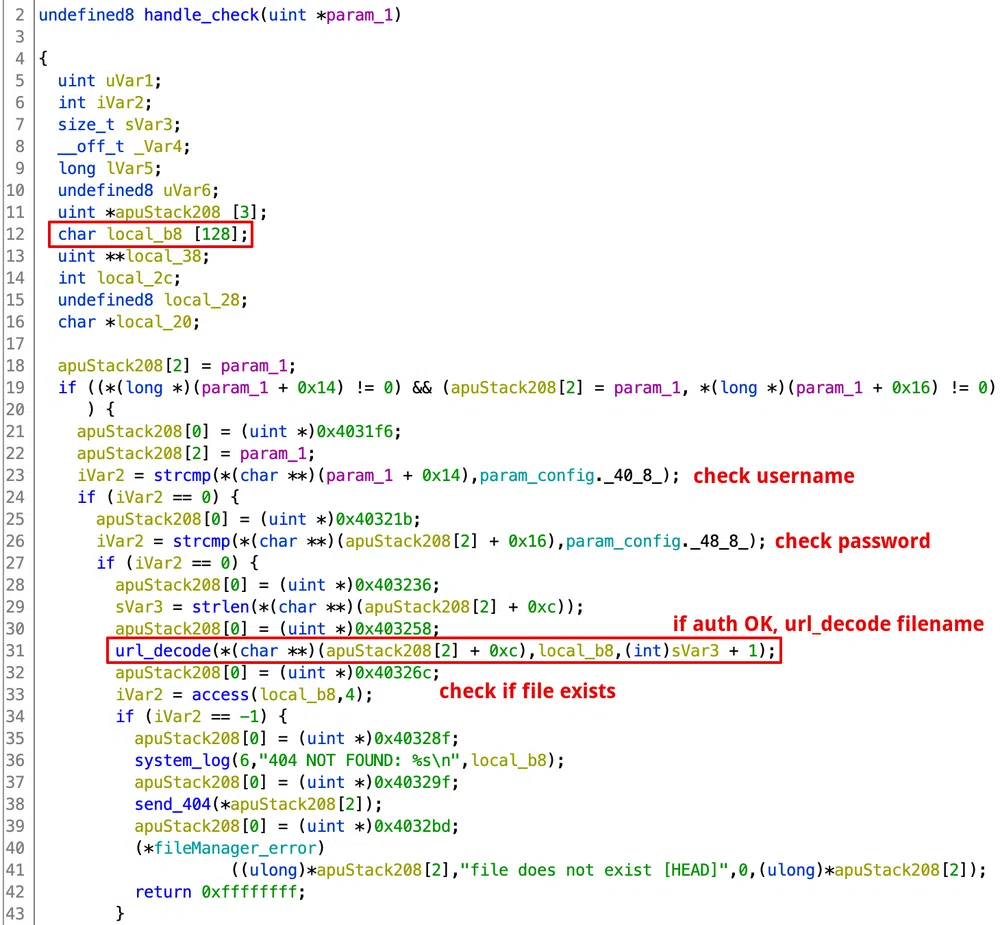 2 undefined8 handle_check(uint *param_1)
3
4 {
5 uint uVar1;
6 int iVar2;
7 size_t sVar3;
8 __off_t _Var4;
9 long lVar5;
10 undefined8 uVar6;
11 uint *apuStack208 [3];
12 char local_b8 [128];
13 uint **local_38;
14 int local_2c;
15 undefined8 local_28;
16 char *local_20;
17
18 apuStack208[2] = param_1;
19 if ((*(long *)(param_1 + 0x14) != 0) && (apuStack208[2] = param_1, *(long *)(param_1 + 0x16) != 0)
20 ) {
21 apuStack208[0] = (uint *)0x4031f6;
22 apuStack208[2] = param_1;
23 iVar2 = strcmp(*(char **)(param_1 + 0x14),param_config._40_8_); check username
24 if (iVar2 == 0) {
25 apuStack208[0] = (uint *)0x40321b;
26 iVar2 = strcmp(*(char **)(apuStack208[2] + 0x16),param_config._48_8_); check password
27 if (iVar2 == 0) {
28 apuStack208[0] = (uint *)0x403236;
29 sVar3 = strlen(*(char **)(apuStack208[2] + 0xc));
30 apuStack208[0] = (uint *)0x403258; if auth OK, url_decode filename
31 url_decode(*(char **)(apuStack208[2] + 0xc),local_b8,(int)sVar3 + 1);
32 apuStack208[0] = (uint *)0x40326c;
33 iVar2 = access(local_b8,4); check if file exists
34 if (iVar2 == -1) {
35 apuStack208[0] = (uint *)0x40328f;
36 system_log(6,"404 NOT FOUND: %s\n",local_b8);
37 apuStack208[0] = (uint *)0x40329f;
38 send_404(*apuStack208[2]);
39 apuStack208[0] = (uint *)0x4032bd;
40 (*fileManager_error)
41 ((ulong)*apuStack208[2],"file does not exist [HEAD]",0,(ulong)*apuStack208[2]);
42 return 0xffffffff;
43 }